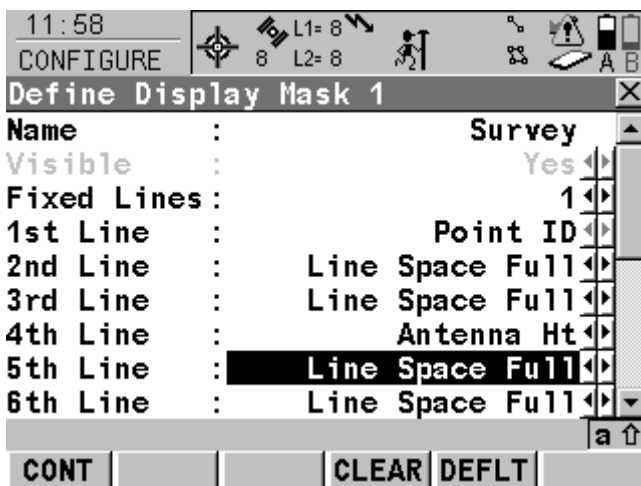 11:58
CONFIGURE
8
L1= 8
L2= 8
A B
Define Display Mask 1
Name : Survey
Visible : Yes
Fixed Lines : 1
1st Line : Point ID
2nd Line : Line Space Full
3rd Line : Line Space Full
4th Line : Antenna Ht
5th Line : Line Space Full
6th Line : Line Space Full
a
CONT CLEAR DEFLT